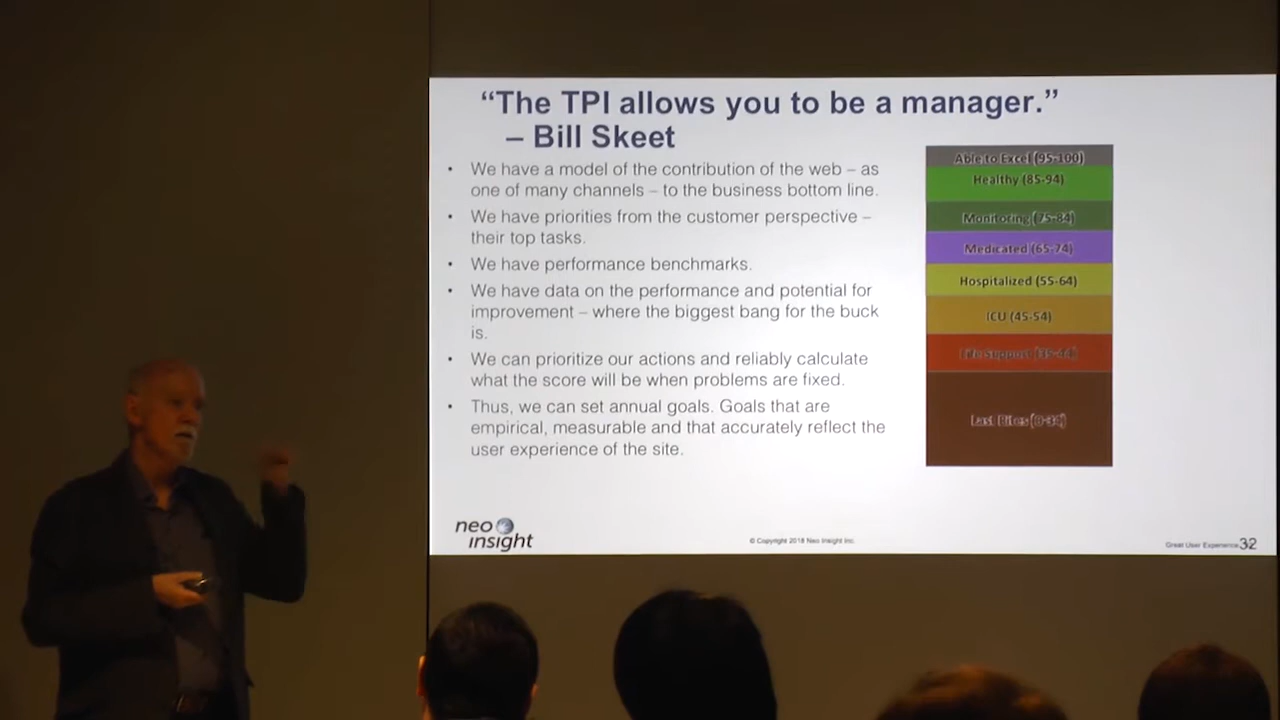 “The TPI allows you to be a manager.”
– Bill Skeet
• We have a model of the contribution of the web – as
one of many channels – to the business bottom line.
• We have priorities from the customer perspective –
their top tasks.
• We have performance benchmarks.
• We have data on the performance and potential for
improvement – where the biggest bang for the buck
is.
• We can prioritize our actions and reliably calculate
what the score will be when problems are fixed.
• Thus, we can set annual goals. Goals that are
empirical, measurable and that accurately reflect the
user experience of the site.
Able to Excel (95-100)
Healthy (85-94)
Monitoring (75-84)
Medicated (65-74)
Hospitalized (55-64)
ICU (45-54)
Life Support (35-44)
Last Rites (0-34)
neo
insight
© Copyright 2018 Neo Insight Inc.
Great User Experience 32